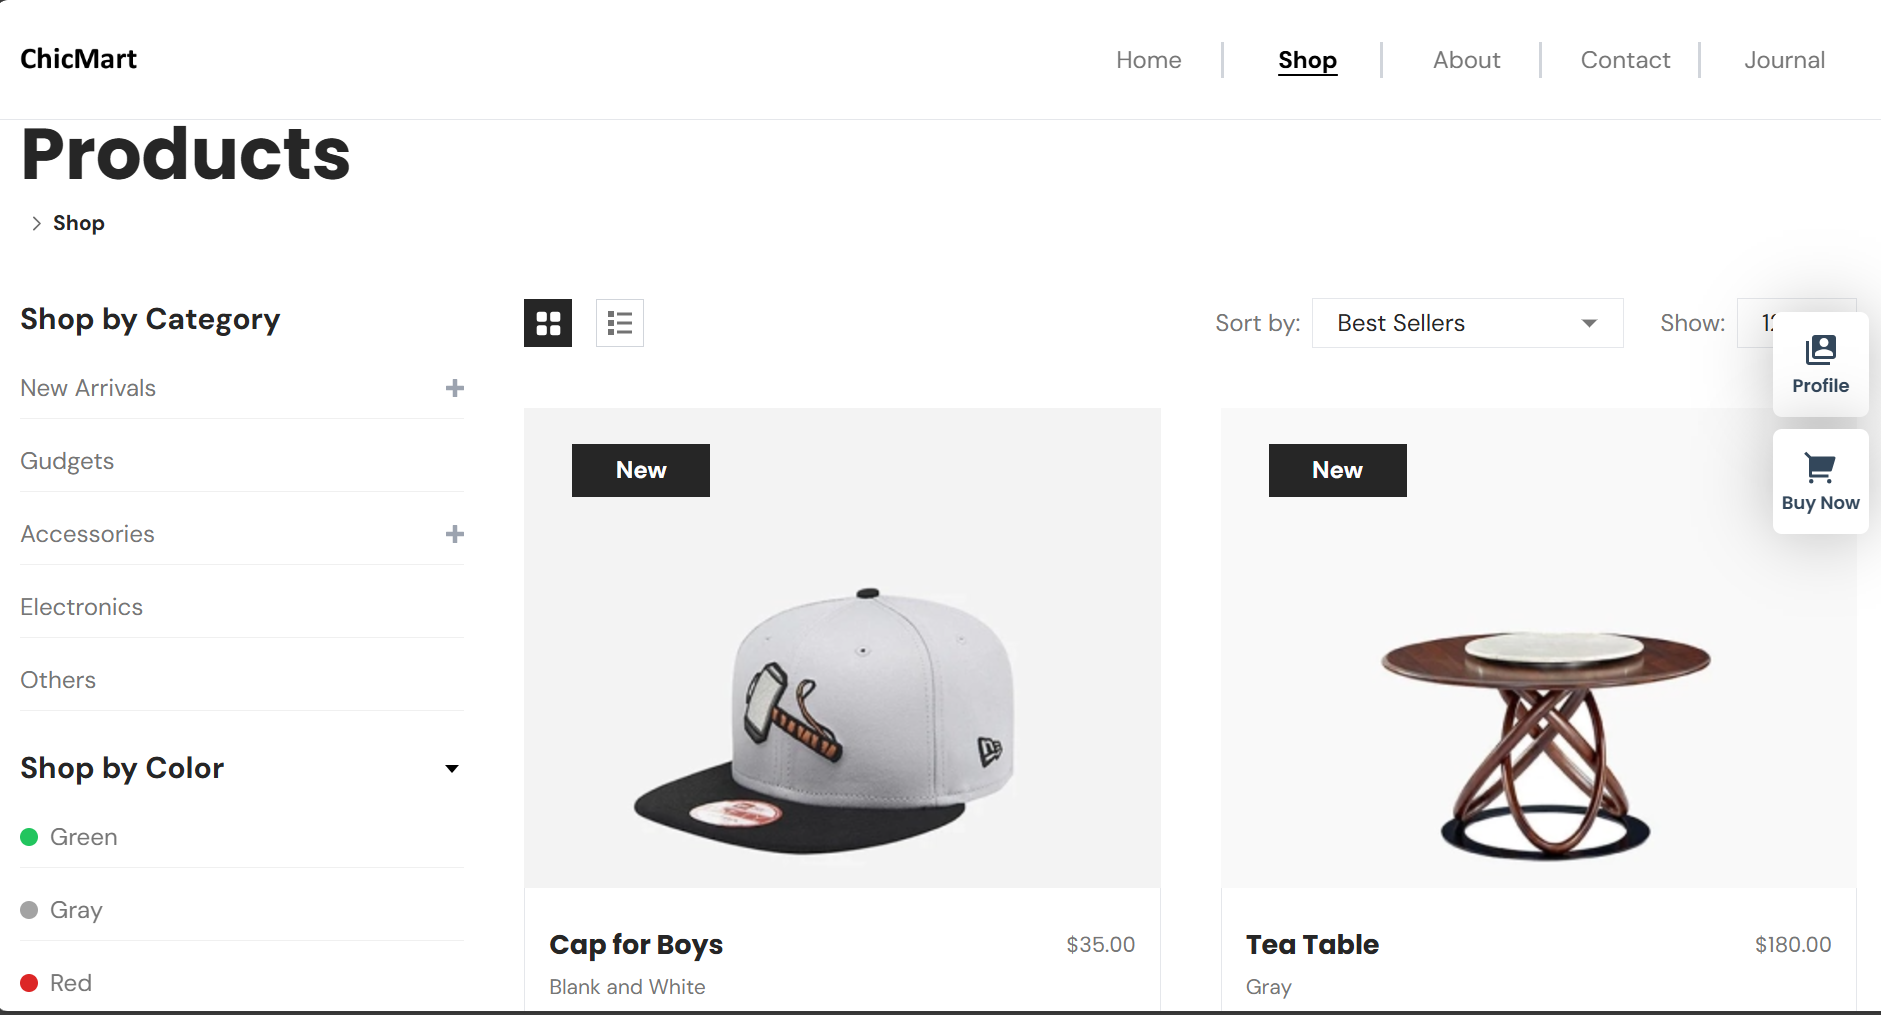 ChicMart
Home
Shop
About
Contact
Journal
Products
Shop
Shop by Category
New Arrivals
Gudgets
Accessories
Electronics
Others
Shop by Color
Green
Gray
Red
Sort by:
Best Sellers
Show:
Profile
Buy Now
New
New
Cap for Boys
$35.00
Blank and White
Tea Table
$180.00
Gray